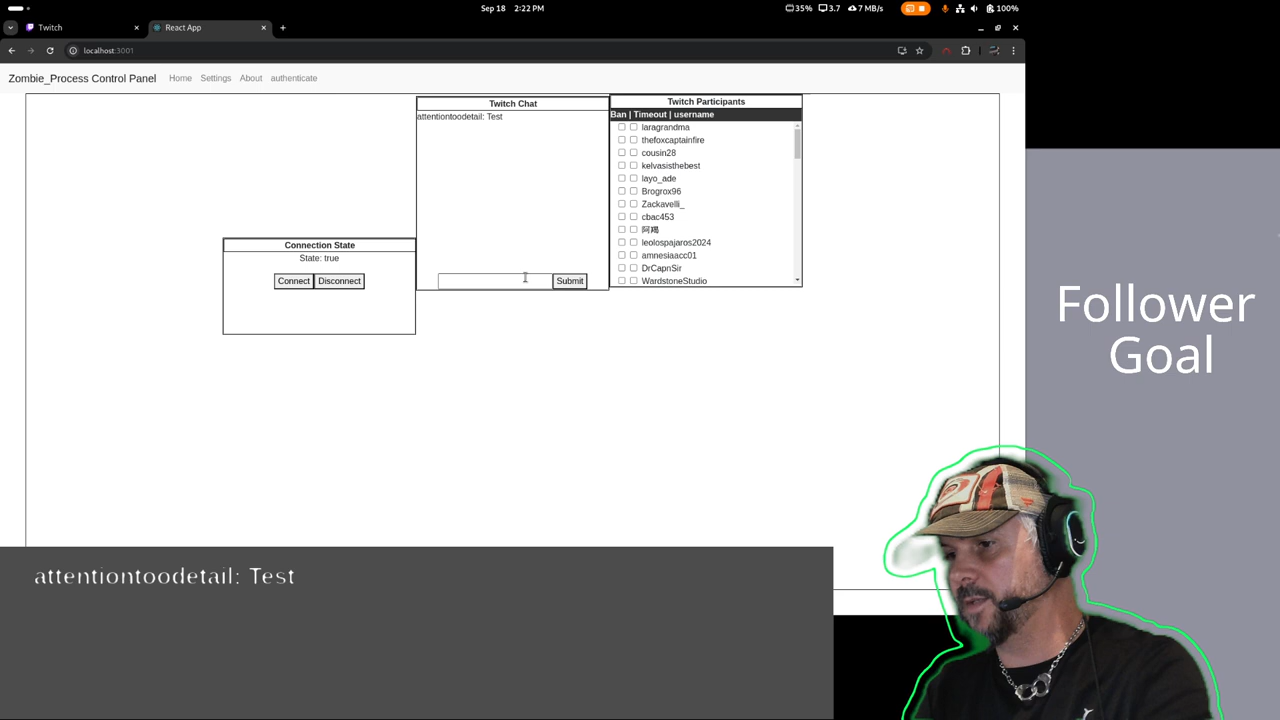 Sep 18 2:22 PM
35% 3.7 7 MB/s 100%
Twitch
React App
localhost:3001
Zombie_Process Control Panel Home Settings About authenticate
Connection State
State: true
Connect Disconnect
Twitch Chat
attentiontoodetail: Test
Submit
Twitch Participants
Ban | Timeout | username
laragrandma
thefoxcaptainfire
cousin28
kelvasisthebest
layo_ade
Brogrox96
Zackavelli_
cbac453
leolospajaros2024
amnesiaacc01
DrCapnSir
WardstoneStudio
Follower
Goal
attentiontoodetail: Test